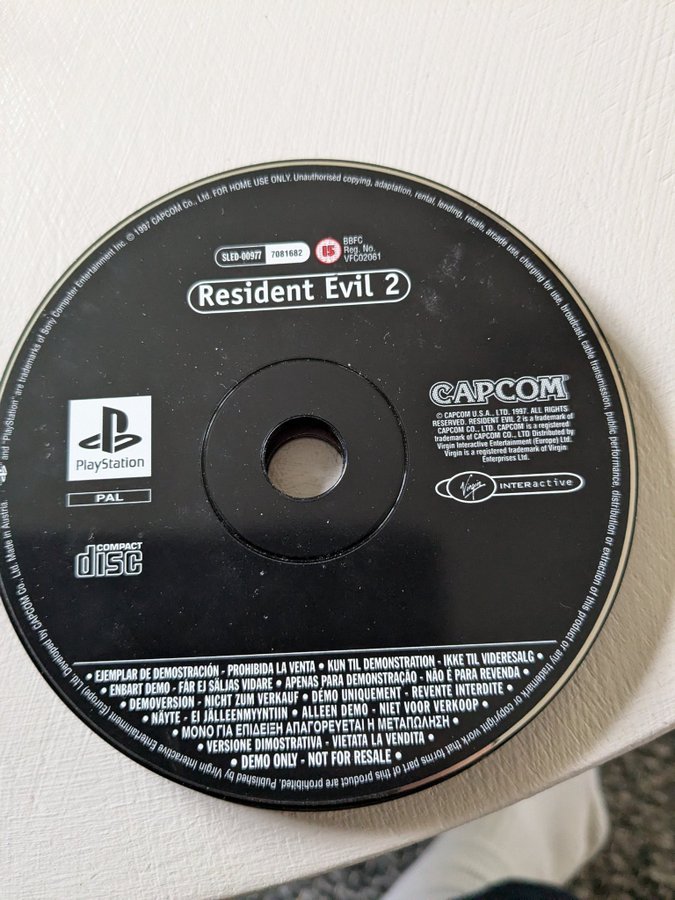 SLED-00977 7081682
15
BBFC
Reg. No.
VFC02061
Resident Evil 2
PlayStation
PAL
COMPACT
disc
CAPCOM
© CAPCOM U.S.A., LTD. 1997. ALL RIGHTS
RESERVED. RESIDENT EVIL 2 is a trademark of
CAPCOM CO., LTD. CAPCOM is a registered
trademark of CAPCOM CO., LTD Distributed by
Virgin Interactive Entertainment (Europe) Ltd.
Virgin is a registered trademark of Virgin
Enterprises Ltd.
Virgin INTERactive
• EJEMPLAR DE DEMOSTRACIÓN - PROHIBIDA LA VENTA • KUN TIL DEMONSTRATION - IKKE TIL VIDERESALG •
• ENBART DEMO - FÅR EJ SÄLJAS VIDARE • APENAS PARA DEMONSTRAÇÃO - NÃO É PARA REVENDA •
• DEMOVERSION - NICHT ZUM VERKAUF • DÉMO UNIQUEMENT - REVENTE INTERDITE •
• NÄYTE - EI JÄLLEENMYYNTIIN • ALLEEN DEMO - NIET VOOR VERKOOP •
• ΜΟΝΟ ΓΙΑ ΕΠΙΔΕΙΞΗ ΑΠΑΓΟΡΕΥΕΤΑΙ Η ΜΕΤΑΠΩΛΗΣΗ •
• VERSIONE DIMOSTRATIVA - VIETATA LA VENDITA •
• DEMO ONLY - NOT FOR RESALE •
and "PlayStation" are trademarks of Sony Computer Entertainment Inc. © 1997 CAPCOM Co., Ltd. FOR HOME USE ONLY. Unauthorised copying, adaptation, rental, lending, resale, arcade use, charging for use, broadcast, cable transmission, public performance, distribution or extraction of this product or any trademark or copyright work that forms part of this product are prohibited. Published by Virgin Interactive Entertainment (Europe) Ltd. Developed by CAPCOM Co., Ltd. Made in Austria.